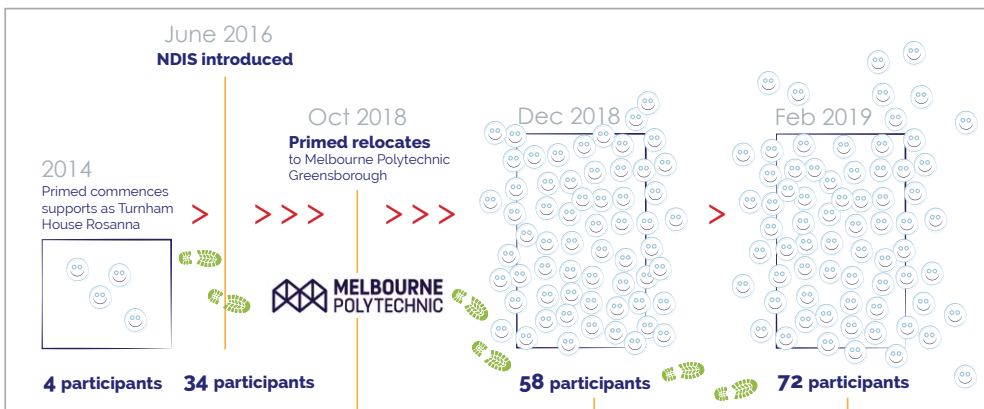 June 2016
NDIS introduced
Oct 2018
Primed relocates
to Melbourne Polytechnic
Greensborough
Dec 2018
Feb 2019
2014
Primed commences
supports as Turnham
House Rosanna
> >>> >>> >
MELBOURNE
POLYTECHNIC
4 participants
34 participants
58 participants
72 participants